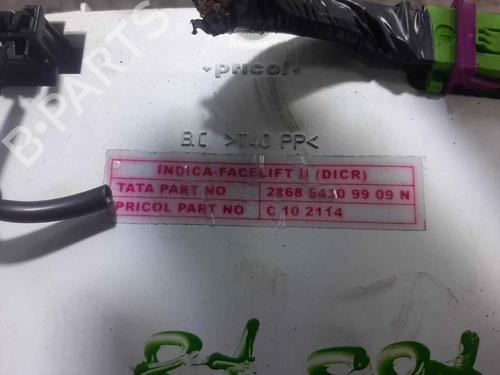 B-PARTS
pricol
B.C >T40 PP<
INDICA-FACELIFT II (DICR)
TATA PART NO 2868 5430 99 09 N
PRICOL PART NO C 10 2114